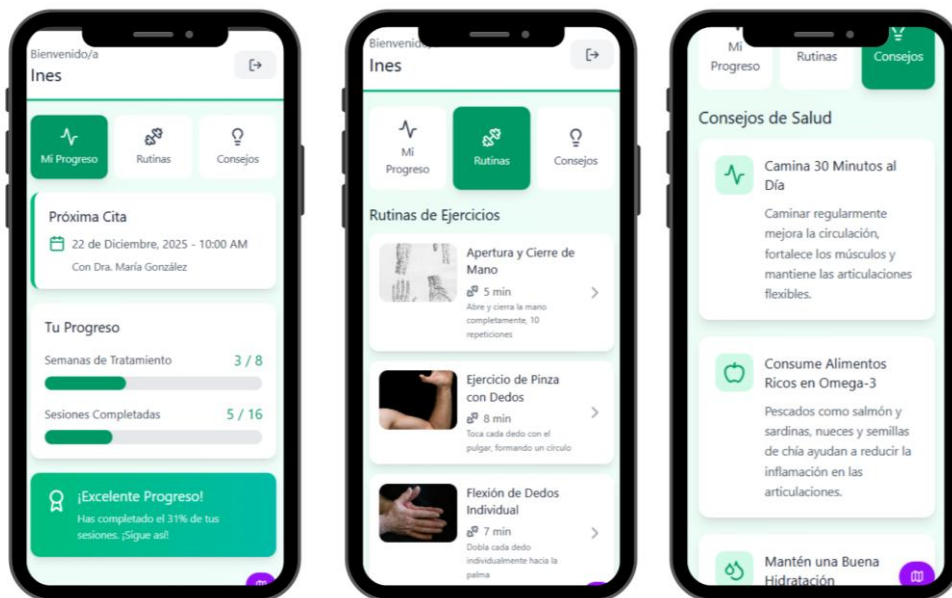 Bienvenido/a
Ines
Mi Progreso
Rutinas
Consejos
Próxima Cita
22 de Diciembre, 2025 - 10:00 AM
Con Dra. María González
Tu Progreso
Semanas de Tratamiento 3 / 8
Sesiones Completadas 5 / 16
¡Excelente Progreso!
Has completado el 31% de tus
sesiones. ¡Sigue así!
Bienvenido/a
Ines
Mi
Progreso
Rutinas
Consejos
Rutinas de Ejercicios
Apertura y Cierre de
Mano
5 min
Abre y cierra la mano
completamente, 10
repeticiones
Ejercicio de Pinza
con Dedos
8 min
Toca cada dedo con el
pulgar, formando un círculo
Flexión de Dedos
Individual
7 min
Dobla cada dedo
individualmente hacia la
palma
Mi
Progreso
Rutinas
Consejos
Consejos de Salud
Camina 30 Minutos al
Día
Caminar regularmente
mejora la circulación,
fortalece los músculos y
mantiene las articulaciones
flexibles.
Consume Alimentos
Ricos en Omega-3
Pescados como salmón y
sardinas, nueces y semillas
de chía ayudan a reducir la
inflamación en las
articulaciones.
Mantén una Buena
Hidratación